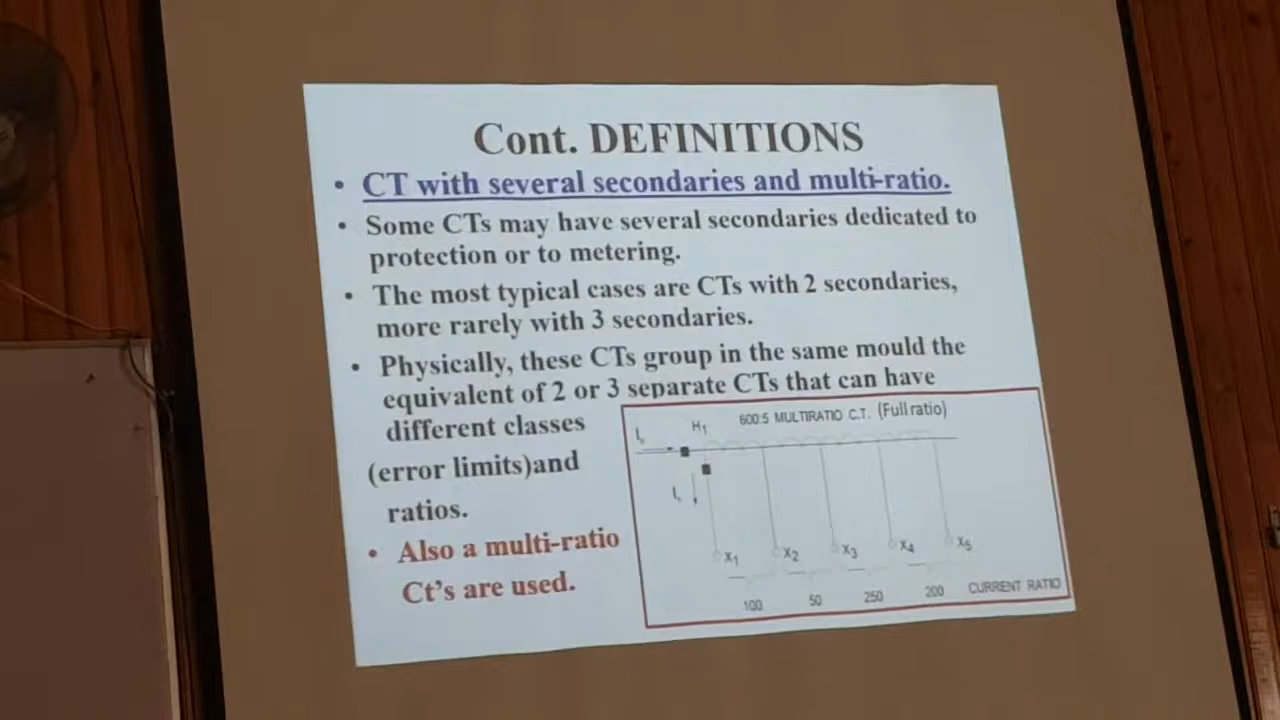 Cont. DEFINITIONS
• CT with several secondaries and multi-ratio.
• Some CTs may have several secondaries dedicated to
protection or to metering.
• The most typical cases are CTs with 2 secondaries,
more rarely with 3 secondaries.
• Physically, these CTs group in the same mould the
equivalent of 2 or 3 separate CTs that can have
different classes
(error limits)and
ratios.
• Also a multi-ratio
Ct's are used.
600:5 MULTIRATIO C.T. (Full ratio)
H1
X1 X2 X3 X4 X5
100 50 250 200 CURRENT RATIO